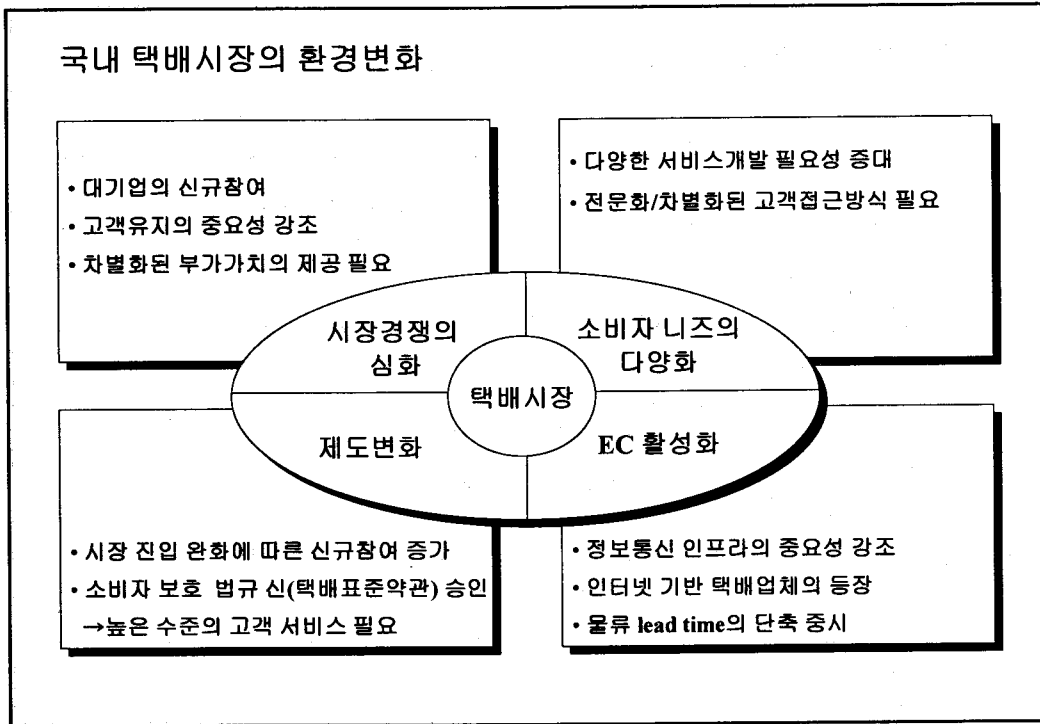 국내 택배시장의 환경변화
• 대기업의 신규참여
• 고객유지의 중요성 강조
• 차별화된 부가가치의 제공 필요
• 다양한 서비스개발 필요성 증대
• 전문화/차별화된 고객접근방식 필요
시장경쟁의
심화
소비자 니즈의
다양화
택배시장
제도변화
EC 활성화
• 시장 진입 완화에 따른 신규참여 증가
• 소비자 보호 법규 신(택배표준약관) 승인
→높은 수준의 고객 서비스 필요
• 정보통신 인프라의 중요성 강조
• 인터넷 기반 택배업체의 등장
• 물류 lead time의 단축 중시